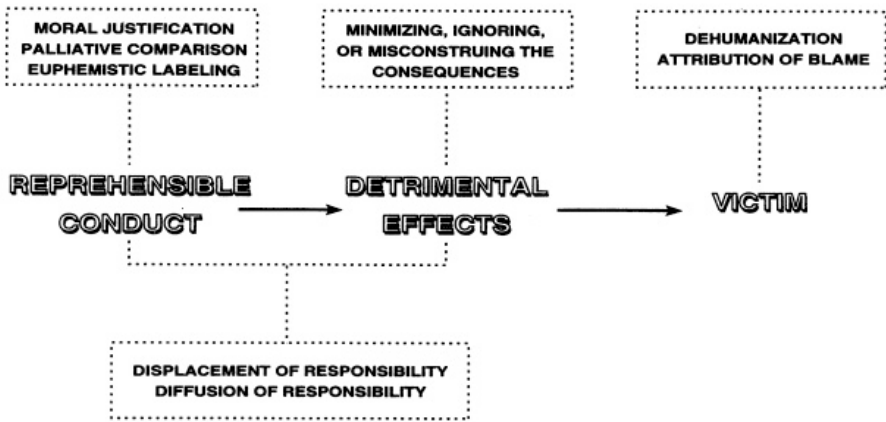 MORAL JUSTIFICATION
PALLIATIVE COMPARISON
EUPHEMISTIC LABELING
MINIMIZING, IGNORING,
OR MISCONSTRUING THE
CONSEQUENCES
DEHUMANIZATION
ATTRIBUTION OF BLAME
REPREHENSIBLE
CONDUCT
DETRIMENTAL
EFFECTS
VICTIM
DISPLACEMENT OF RESPONSIBILITY
DIFFUSION OF RESPONSIBILITY